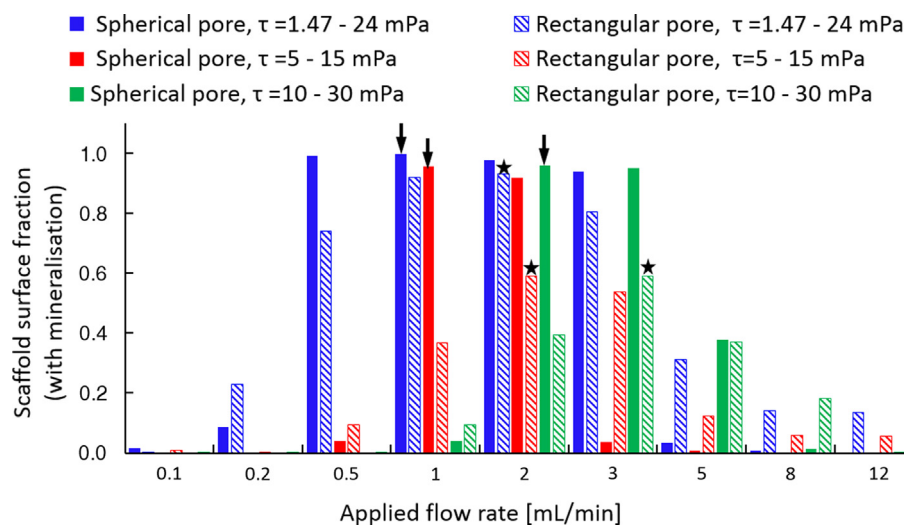 Spherical pore, τ =1.47 - 24 mPa
Rectangular pore, τ =1.47 - 24 mPa
Spherical pore, τ =5 - 15 mPa
Rectangular pore, τ=5 - 15 mPa
Spherical pore, τ =10 - 30 mPa
Rectangular pore, τ=10 - 30 mPa
Scaffold surface fraction
(with mineralisation)
1.0
0.8
0.6
0.4
0.2
0.0
0.1 0.2 0.5 1 2 3 5 8 12
Applied flow rate [mL/min]